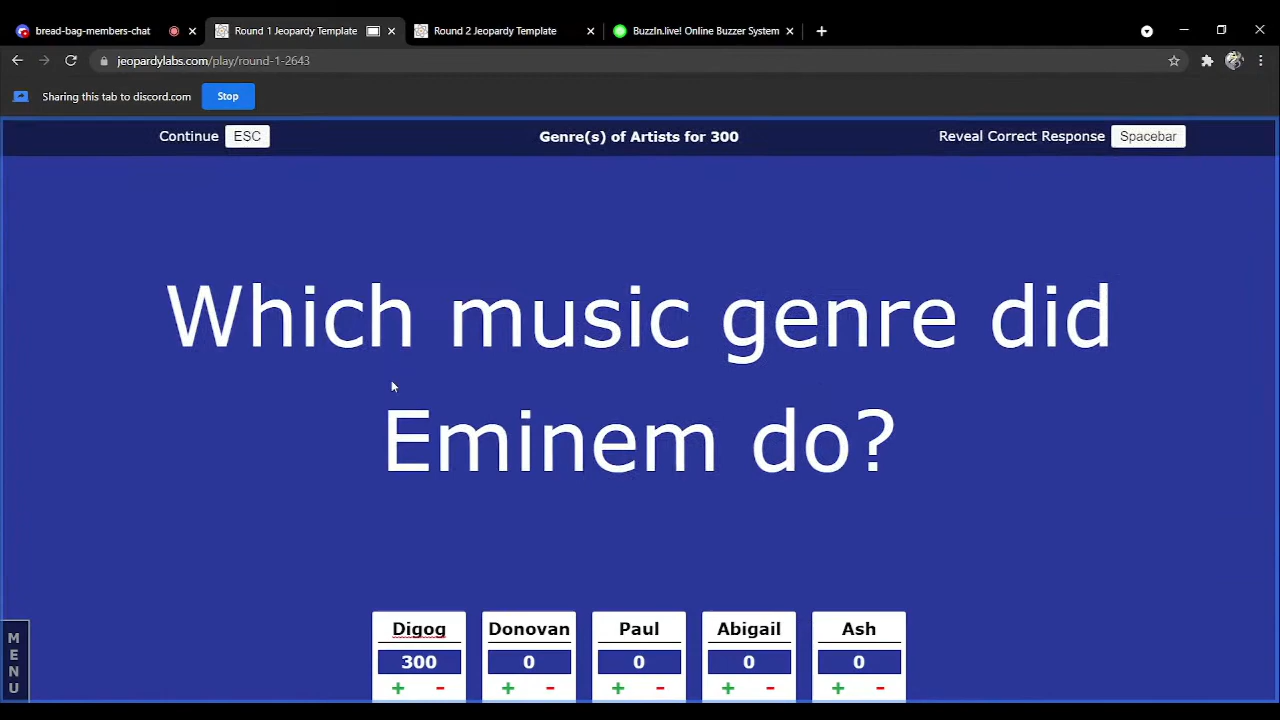 bread-bag-members-chat
Round 1 Jeopardy Template
Round 2 Jeopardy Template
BuzzIn.live! Online Buzzer System
jeopardylabs.com/play/round-1-2643
Sharing this tab to discord.com Stop
Continue ESC
Genre(s) of Artists for 300
Reveal Correct Response Spacebar
Which music genre did
Eminem do?
MENU
Digog Donovan Paul Abigail Ash
300 0 0 0 0
+ - + - + - + - + -